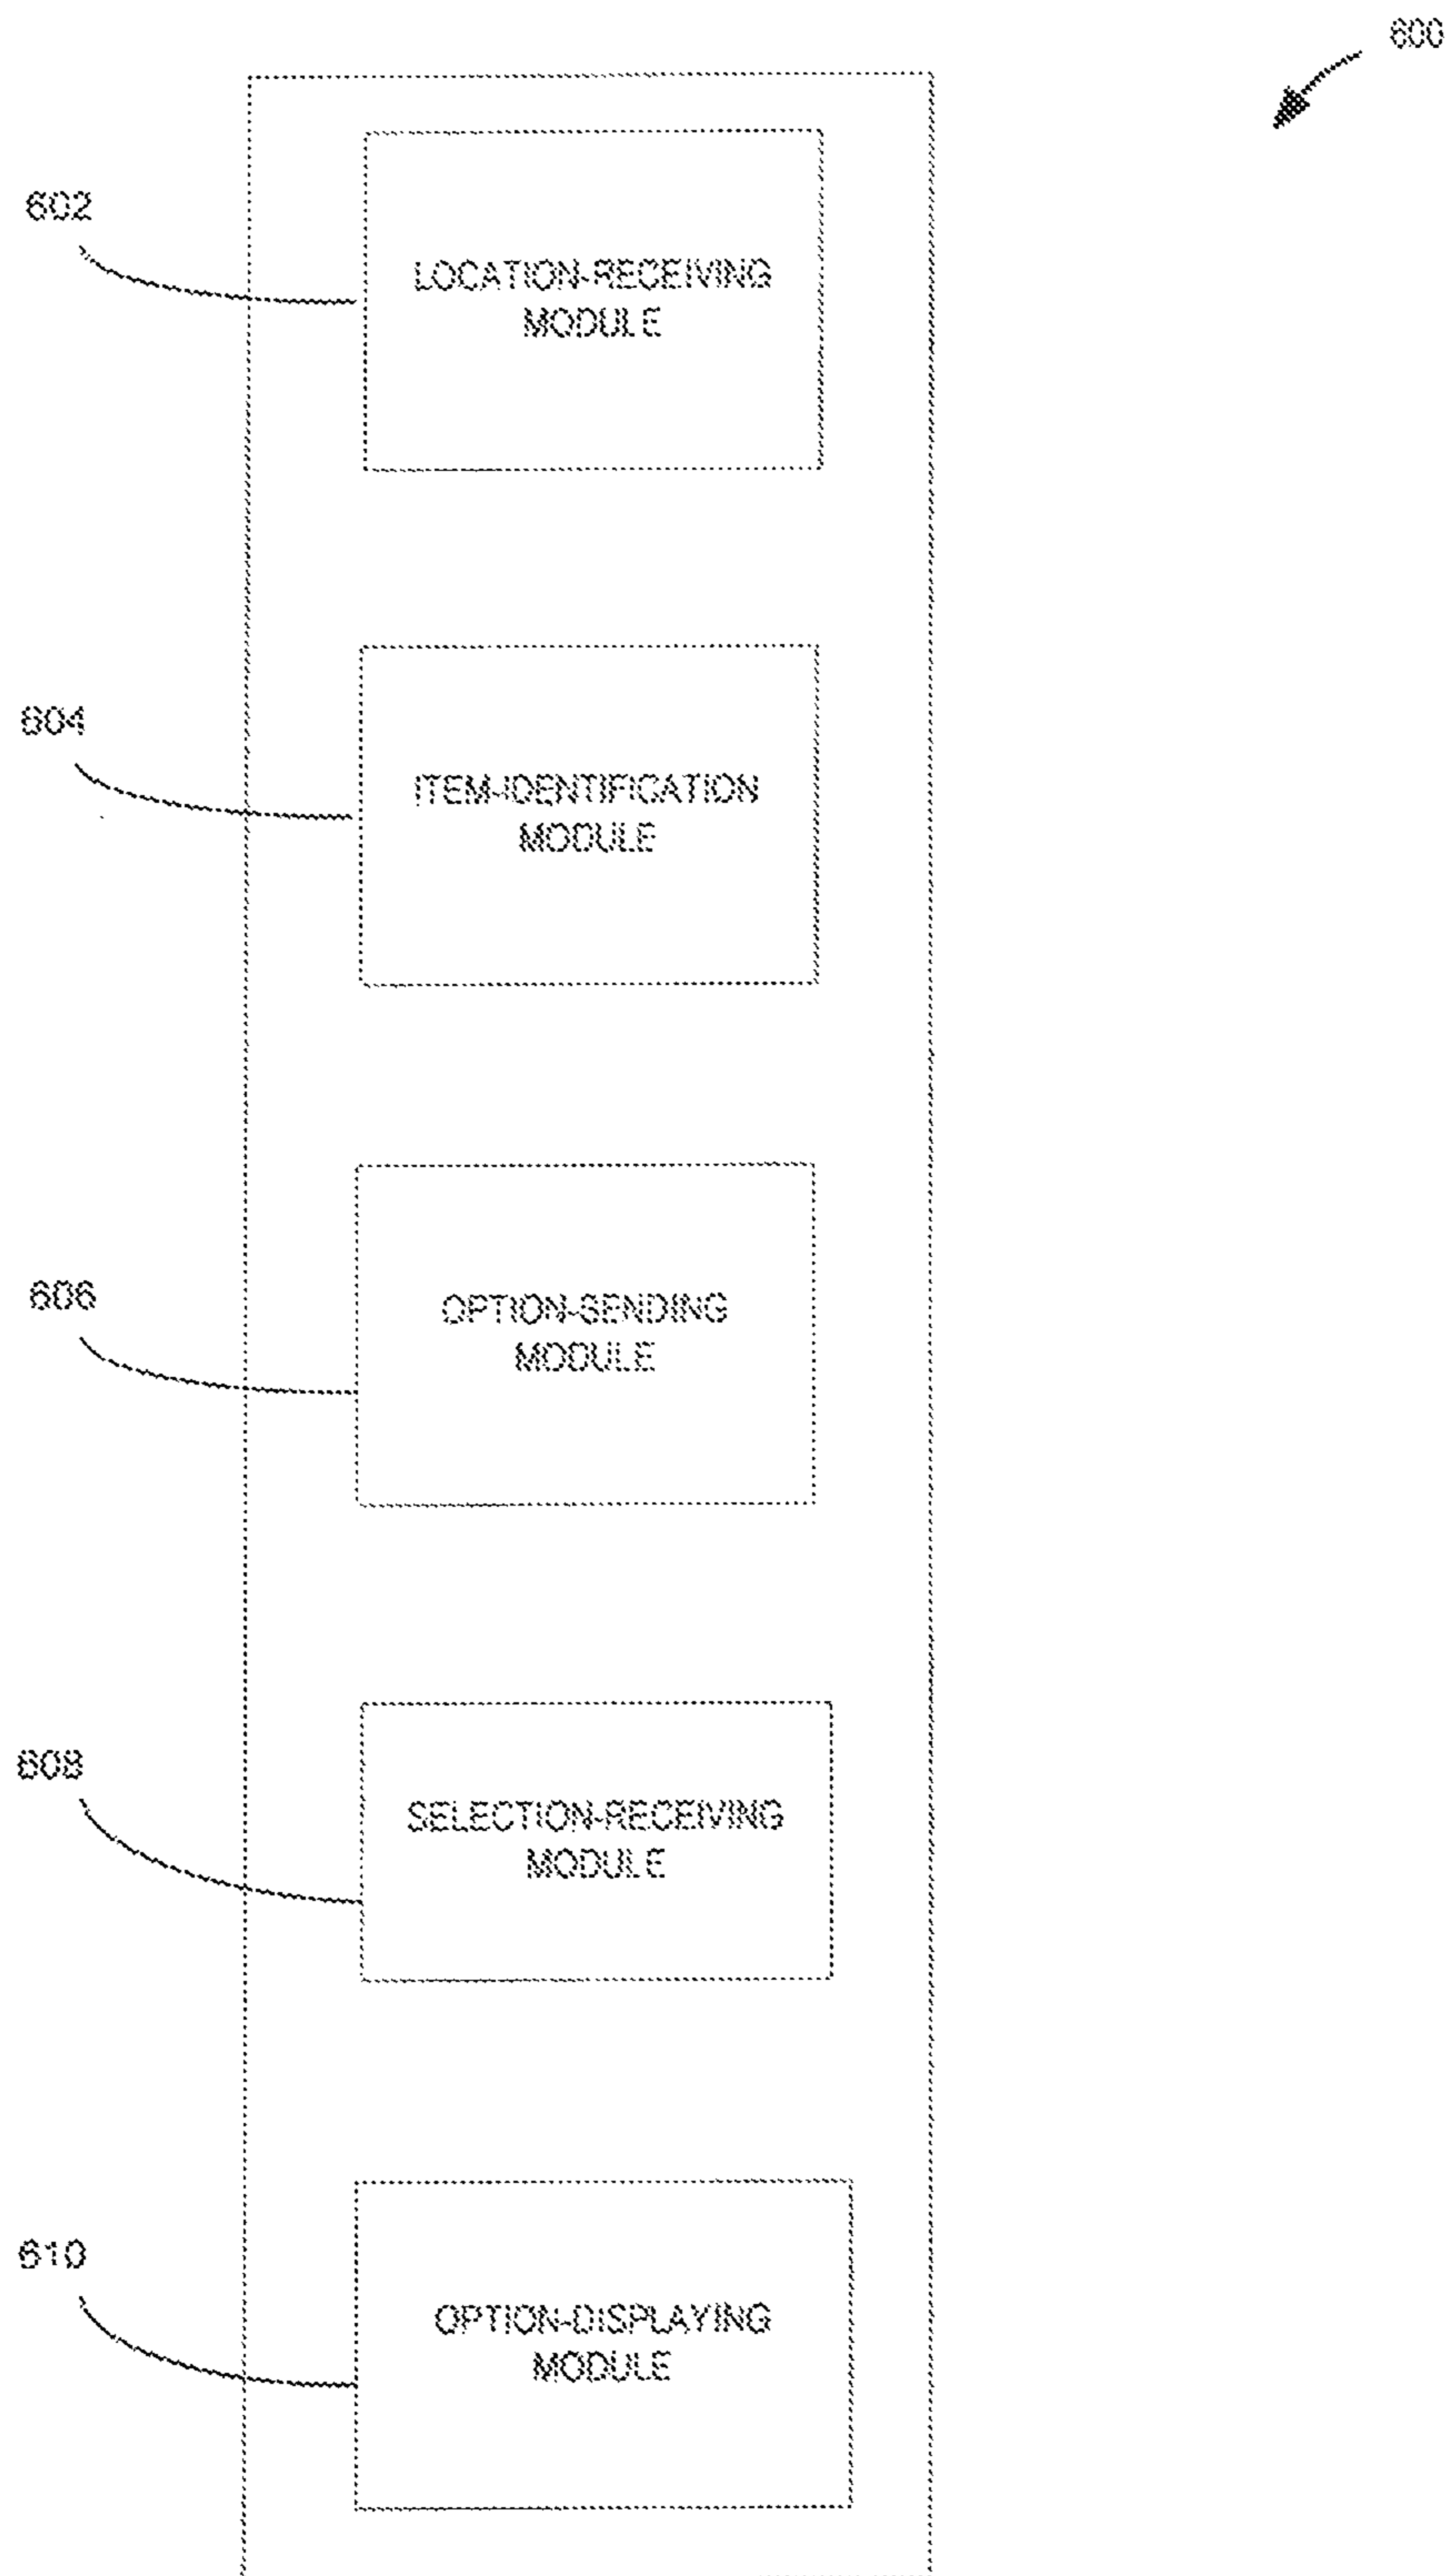 600
602
LOCATION-RECEIVING
MODULE
604
ITEM-IDENTIFICATION
MODULE
606
OPTION-SENDING
MODULE
608
SELECTION-RECEIVING
MODULE
610
OPTION-DISPLAYING
MODULE